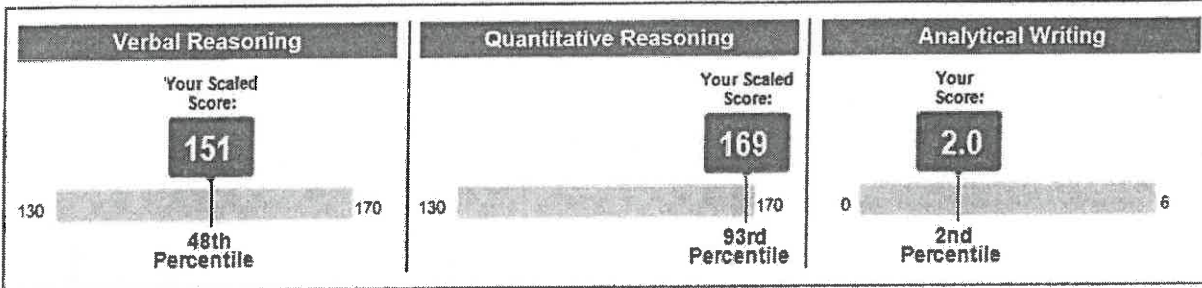 Verbal Reasoning
Your Scaled
Score:
151
130
170
48th
Percentile
Quantitative Reasoning
Your Scaled
Score:
169
130
170
93rd
Percentile
Analytical Writing
Your
Score:
2.0
0
6
2nd
Percentile